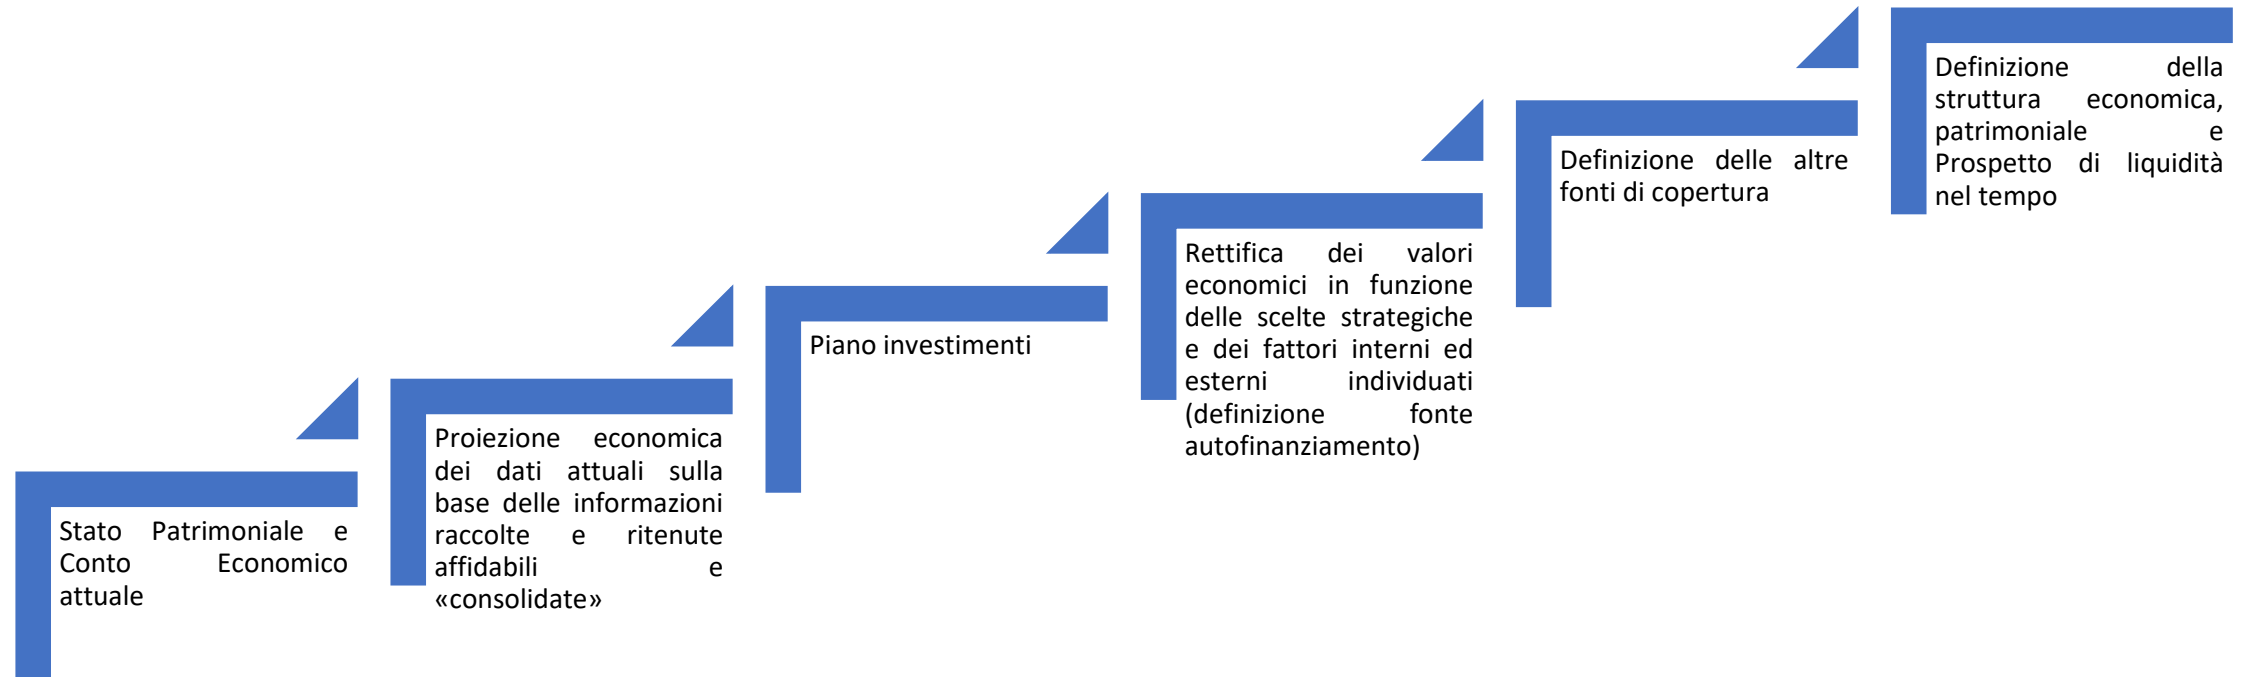 Stato Patrimoniale e
Conto Economico
attuale
Proiezione economica
dei dati attuali sulla
base delle informazioni
raccolte e ritenute
affidabili e
«consolidate»
Piano investimenti
Rettifica dei valori
economici in funzione
delle scelte strategiche
e dei fattori interni ed
esterni individuati
(definizione fonte
autofinanziamento)
Definizione delle altre
fonti di copertura
Definizione della
struttura economica,
patrimoniale e
Prospetto di liquidità
nel tempo